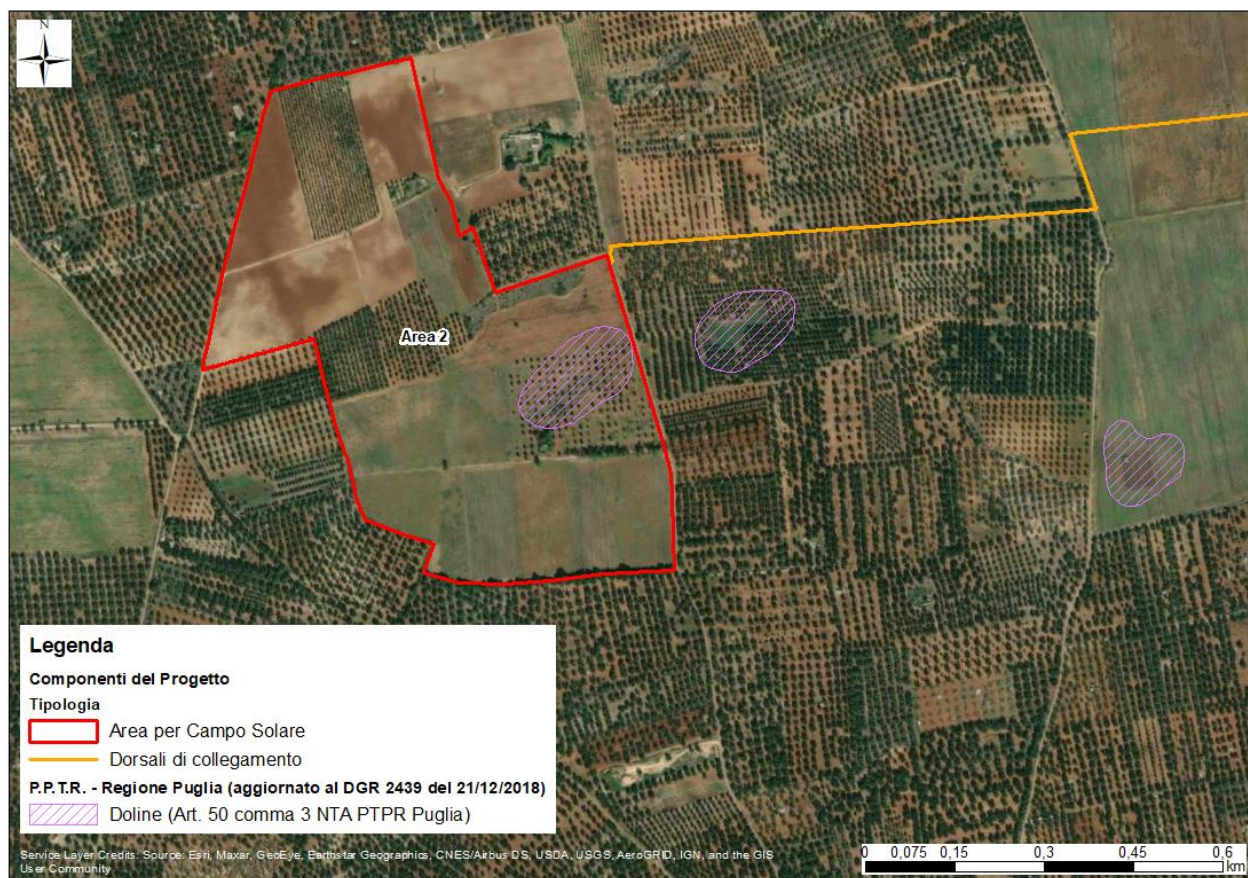 N
Area 2
Legenda
Componenti del Progetto
Tipologia
Area per Campo Solare
Dorsali di collegamento
P.P.T.R. - Regione Puglia (aggiornato al DGR 2439 del 21/12/2018)
Doline (Art. 50 comma 3 NTA PTPR Puglia)
Service Layer Credits: Source: Esri, Maxar, GeoEye, Earthstar Geographics, CNES/Airbus DS, USDA, USGS, AeroGRID, IGN, and the GIS
User Community
0 0,075 0,15 0,3 0,45 0,6
km